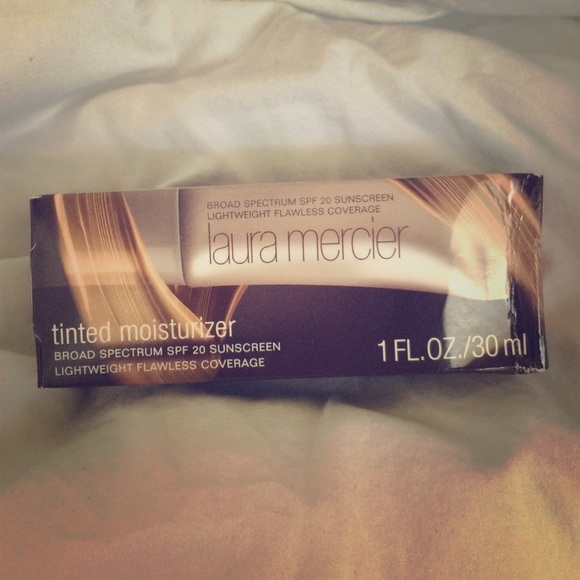 BROAD SPECTRUM SPF 20 SUNSCREEN
LIGHTWEIGHT FLAWLESS COVERAGE
laura mercier
tinted moisturizer
BROAD SPECTRUM SPF 20 SUNSCREEN
LIGHTWEIGHT FLAWLESS COVERAGE
1 FL.OZ./30 ml